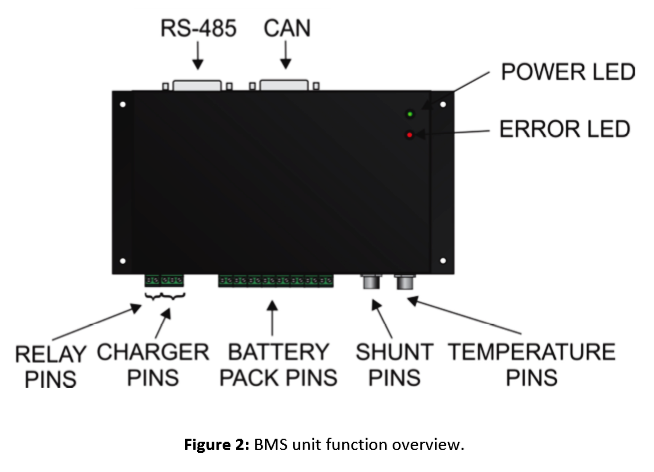 RS-485 CAN
POWER LED
ERROR LED
RELAY PINS
CHARGER PINS
BATTERY PACK PINS
SHUNT PINS
TEMPERATURE PINS
Figure 2: BMS unit function overview.